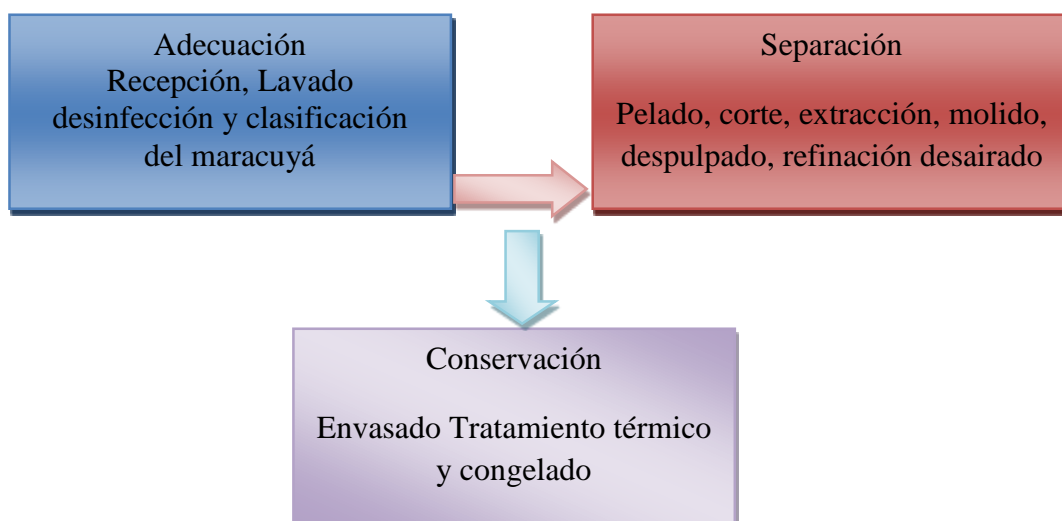 Adecuación
Recepción, Lavado
desinfección y clasificación
del maracuyá
Separación
Pelado, corte, extracción, molido,
despulpado, refinación desairado
Conservación
Envasado Tratamiento térmico
y congelado